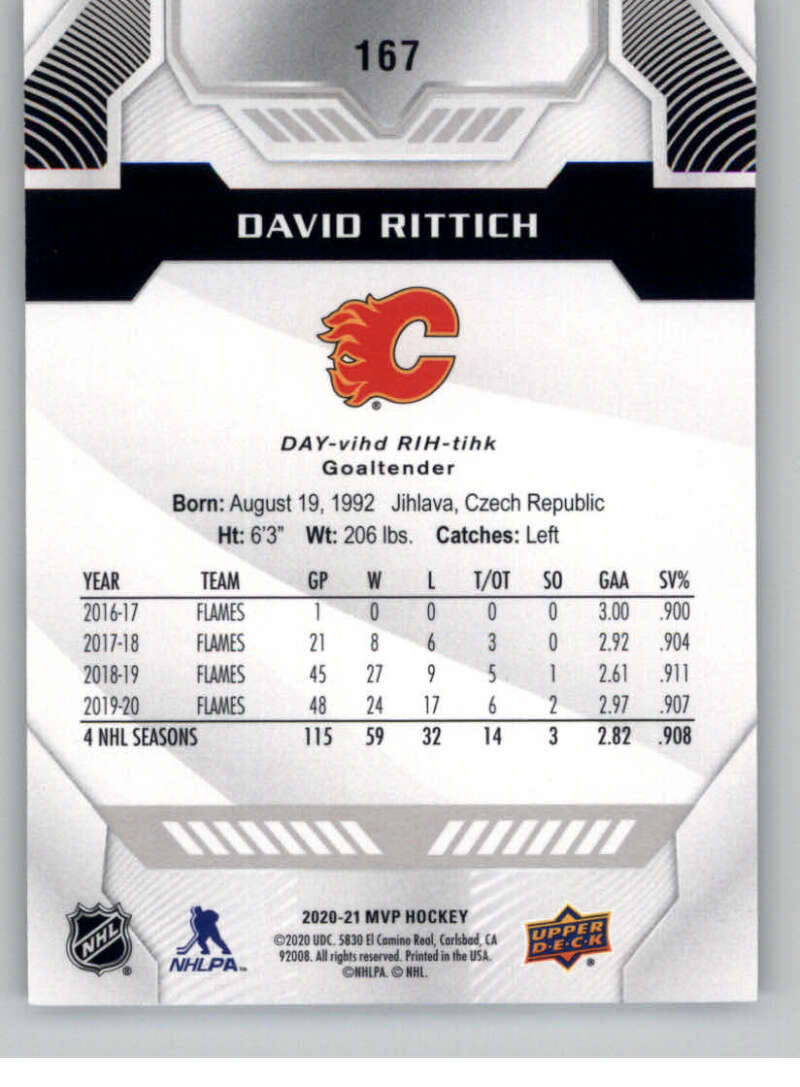 167
DAVID RITTICH
C
®
DAY-vihd RIH-tihk
Goaltender
Born: August 19, 1992 Jihlava, Czech Republic
Ht: 6'3" Wt: 206 lbs. Catches: Left
YEAR TEAM GP W L T/OT SO GAA SV%
2016-17 FLAMES 1 0 0 0 0 3.00 .900
2017-18 FLAMES 21 8 6 3 0 2.92 .904
2018-19 FLAMES 45 27 9 5 1 2.61 .911
2019-20 FLAMES 48 24 17 6 2 2.97 .907
4 NHL SEASONS 115 59 32 14 3 2.82 .908
NHL ®
NHLPA™
2020-21 MVP HOCKEY
©2020 UDC. 5830 El Camino Real, Carlsbad, CA
92008. All rights reserved. Printed in the USA.
©NHLPA. © NHL.
UPPER
D·E·C·K
®